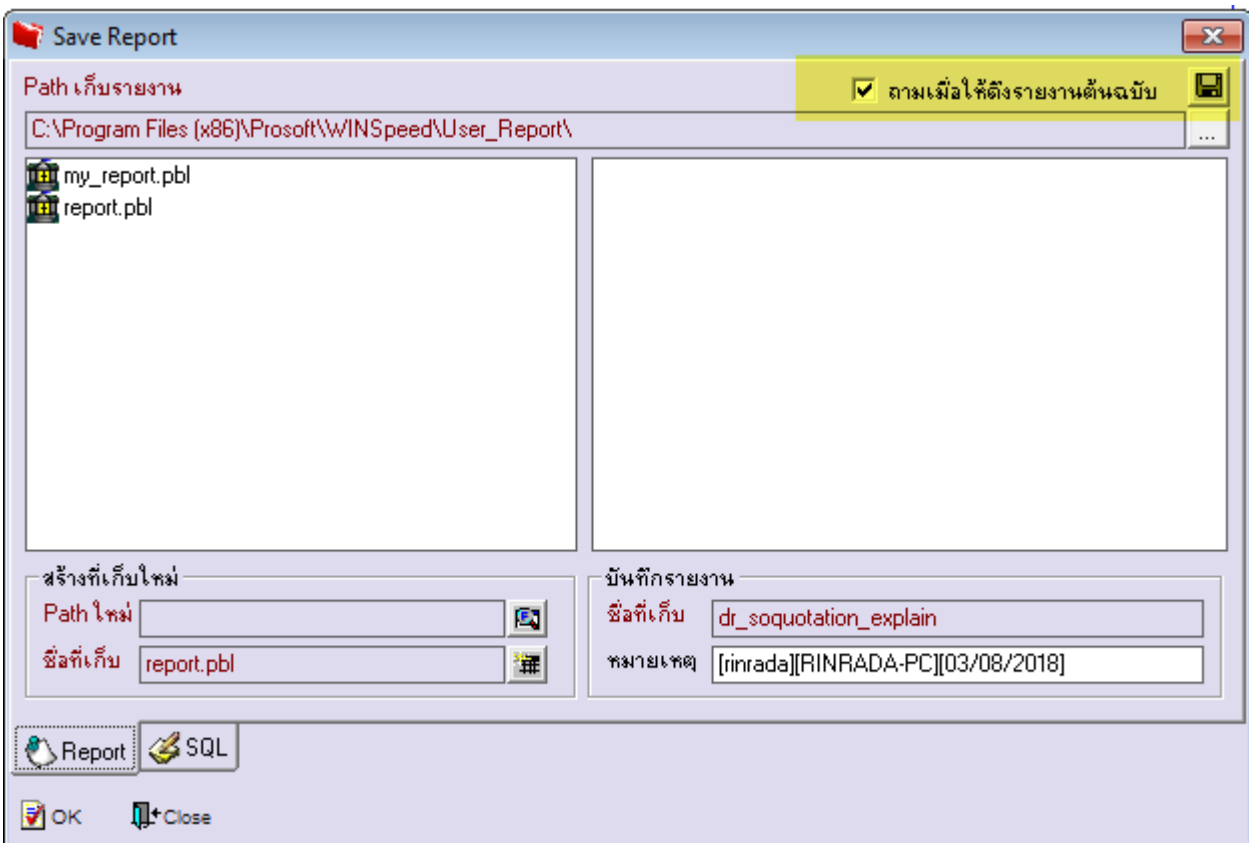 Save Report
Path เก็บรายงาน
ถามเมื่อให้ดึงรายงานต้นฉบับ
C:\Program Files (x86)\Prosoft\WINSpeed\User_Report\
...
my_report.pbl
report.pbl
สร้างที่เก็บใหม่
Path ใหม่
ชื่อที่เก็บ report.pbl
บันทึกรายงาน
ชื่อที่เก็บ dr_soquotation_explain
หมายเหตุ [rinrada][RINRADA-PC][03/08/2018]
Report SQL
OK Close